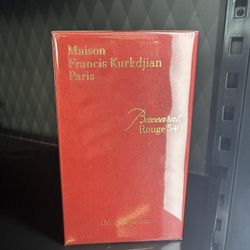 Maison
Francis Kurkdjian
Paris
Baccarat
Rouge 540